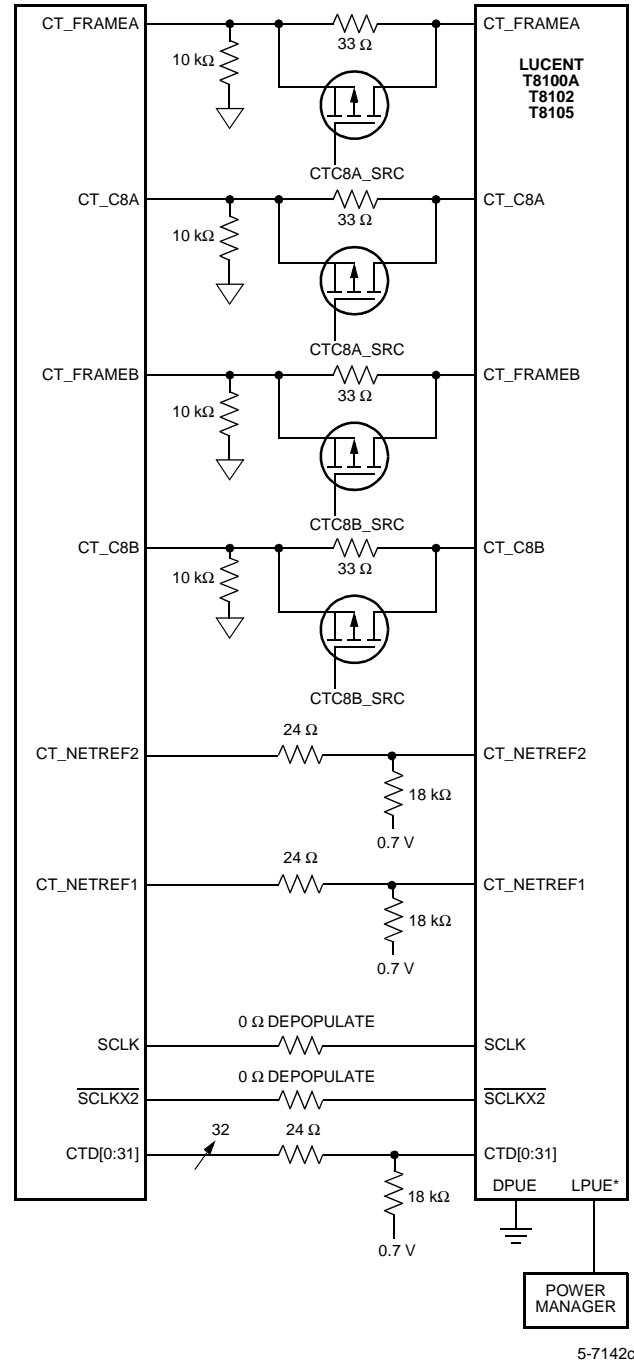 CT_FRAMEA
33 Ω
CT_FRAMEA
10 kΩ
LUCENT
T8100A
T8102
T8105
CTC8A_SRC
CT_C8A
33 Ω
CT_C8A
10 kΩ
CTC8A_SRC
CT_FRAMEB
33 Ω
CT_FRAMEB
10 kΩ
CTC8B_SRC
CT_C8B
33 Ω
CT_C8B
10 kΩ
CTC8B_SRC
24 Ω
CT_NETREF2
CT_NETREF2
18 kΩ
0.7 V
24 Ω
CT_NETREF1
CT_NETREF1
18 kΩ
0.7 V
0 Ω DEPOPULATE
SCLK
SCLK
0 Ω DEPOPULATE
SCLKX2
SCLKX2
32
24 Ω
CTD[0:31]
CTD[0:31]
DPUE
LPUE*
18 kΩ
0.7 V
POWER
MANAGER
5-7142c